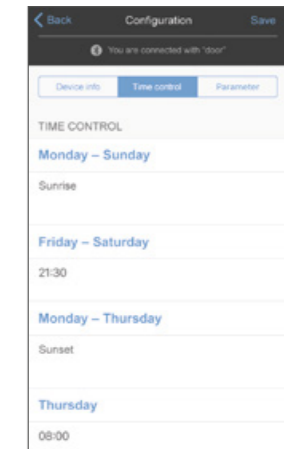 Back Configuration Save
You are connected with "door"
Device info Time control Parameter
TIME CONTROL
Monday – Sunday
Sunrise
Friday – Saturday
21:30
Monday – Thursday
Sunset
Thursday
08:00